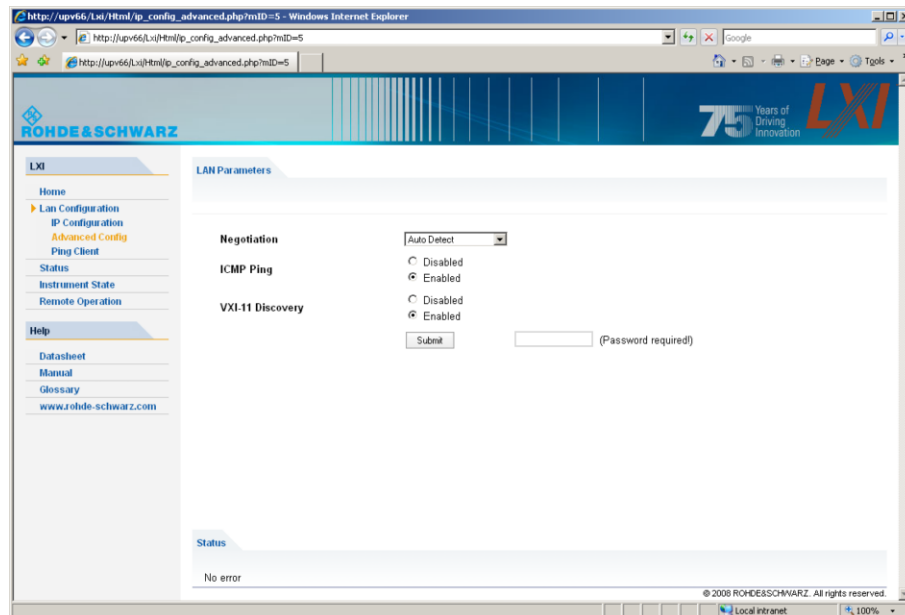 http://upv66/Lxi/Html/ip_config_advanced.php?mID=5 - Windows Internet Explorer
http://upv66/Lxi/Html/ip_config_advanced.php?mID=5
Google
http://upv66/Lxi/Html/ip_config_advanced.php?mID=5
Page
Tools
ROHDE&SCHWARZ
75 Years of
Driving
Innovation
LXI
LXI
Home
Lan Configuration
IP Configuration
Advanced Config
Ping Client
Status
Instrument State
Remote Operation
Help
Datasheet
Manual
Glossary
www.rohde-schwarz.com
LAN Parameters
Negotiation
Auto Detect
ICMP Ping
Disabled
Enabled
VXI-11 Discovery
Disabled
Enabled
Submit
(Password required!)
Status
No error
© 2008 ROHDE&SCHWARZ. All rights reserved.
Local intranet
100%